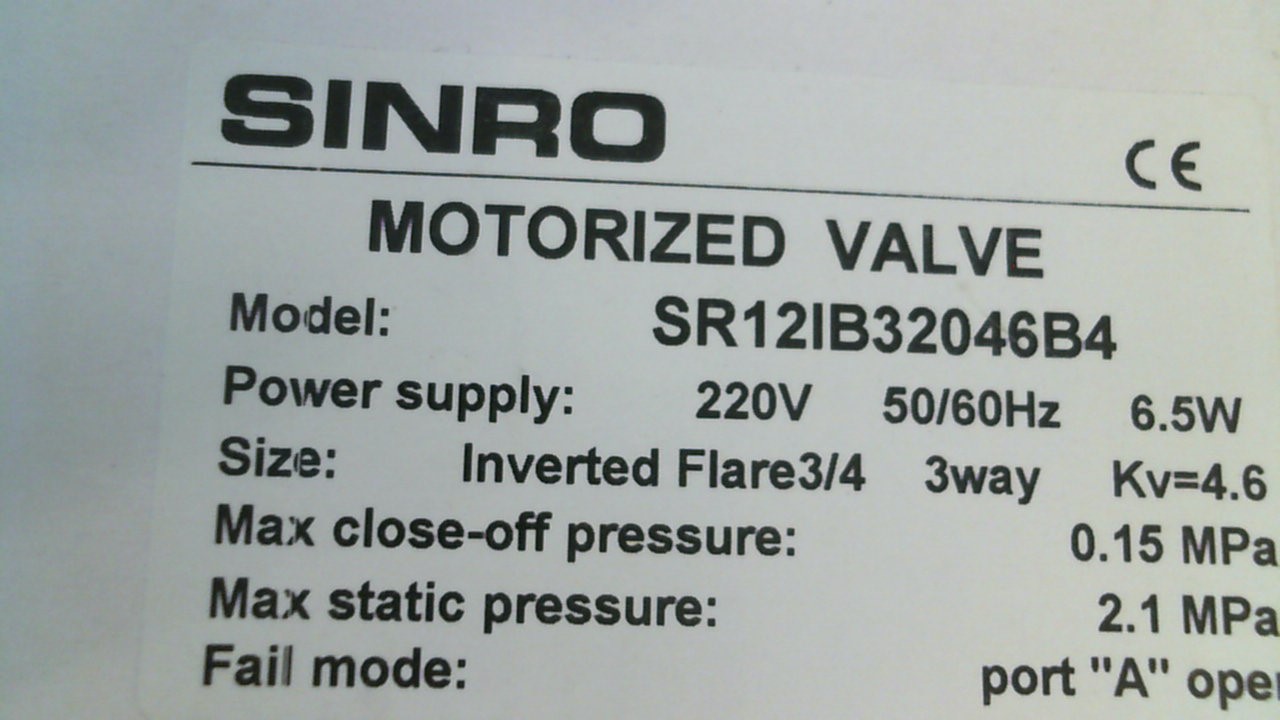 SINRO
CE
MOTORIZED VALVE
Model: SR12IB32046B4
Power supply: 220V 50/60Hz 6.5W
Size: Inverted Flare3/4 3way Kv=4.6
Max close-off pressure: 0.15 MPa
Max static pressure: 2.1 MPa
Fail mode: port "A"